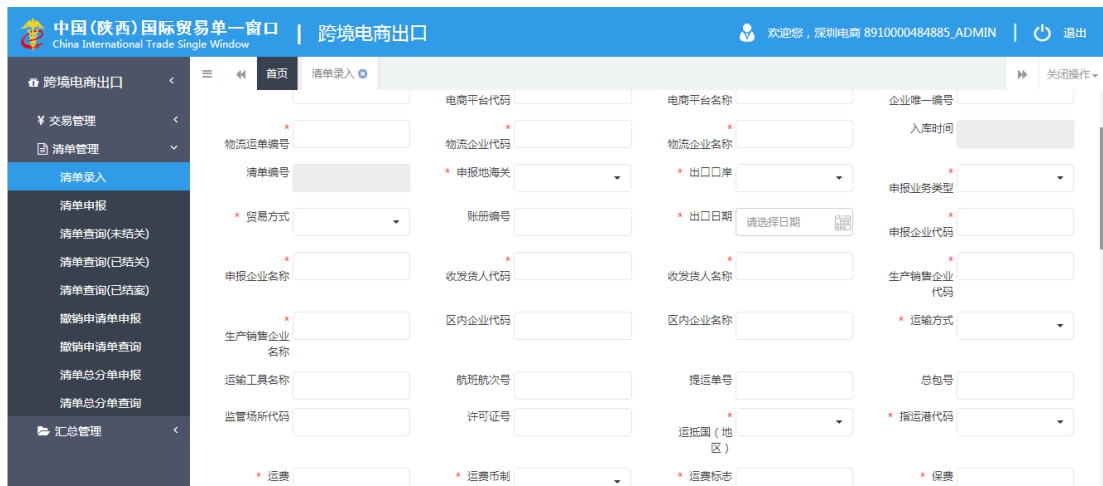 中国(陕西)国际贸易单一窗口 | 跨境电商出口
China International Trade Single Window
欢迎您，深圳电商 8910000484885_ADMIN | 退出
跨境电商出口
首页 清单录入 关闭操作
¥ 交易管理
清单管理
清单录入
清单申报
清单查询(未结关)
清单查询(已结关)
清单查询(已结案)
撤销申请单申报
撤销申请单查询
清单总分单申报
清单总分单查询
汇总管理
电商平台代码 电商平台名称 企业唯一编号
* 物流运单编号 * 物流企业代码 * 物流企业名称 入库时间
清单编号 * 申报地海关 * 出口口岸 * 申报业务类型
* 贸易方式 账册编号 * 出口日期 请选择日期 * 申报企业代码
* 申报企业名称 * 收发货人代码 * 收发货人名称 * 生产销售企业
代码
* 生产销售企业 区内企业代码 区内企业名称 * 运输方式
名称
运输工具名称 航班航次号 提运单号 总包号
监管场所代码 许可证号 * 运抵国（地 * 指运港代码
区）
* 运费 * 运费币制 * 运费标志 * 保费